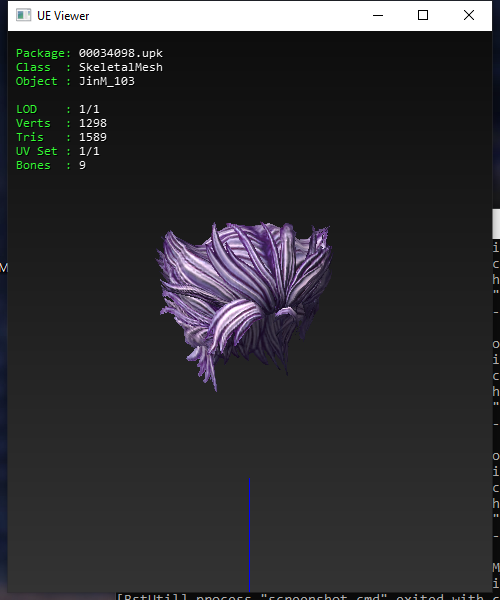 UE Viewer
Package: 00034098.upk
Class  : SkeletalMesh
Object : JinM_103
LOD    : 1/1
Verts  : 1298
Tris   : 1589
UV Set : 1/1
Bones  : 9
M
i
c
h
"
-
o
i
c
h
"
-
o
i
c
h
"
-
M
i
[BstUtil] process "screenshot.cmd" exited with c